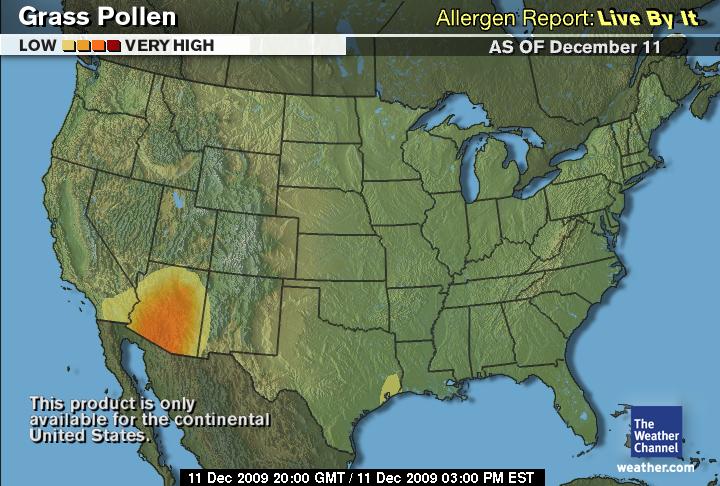 Grass Pollen
Allergen Report: Live By It
LOW VERY HIGH
AS OF December 11
This product is only
available for the continental
United States.
The
Weather
Channel
weather.com
11 Dec 2009 20:00 GMT / 11 Dec 2009 03:00 PM EST